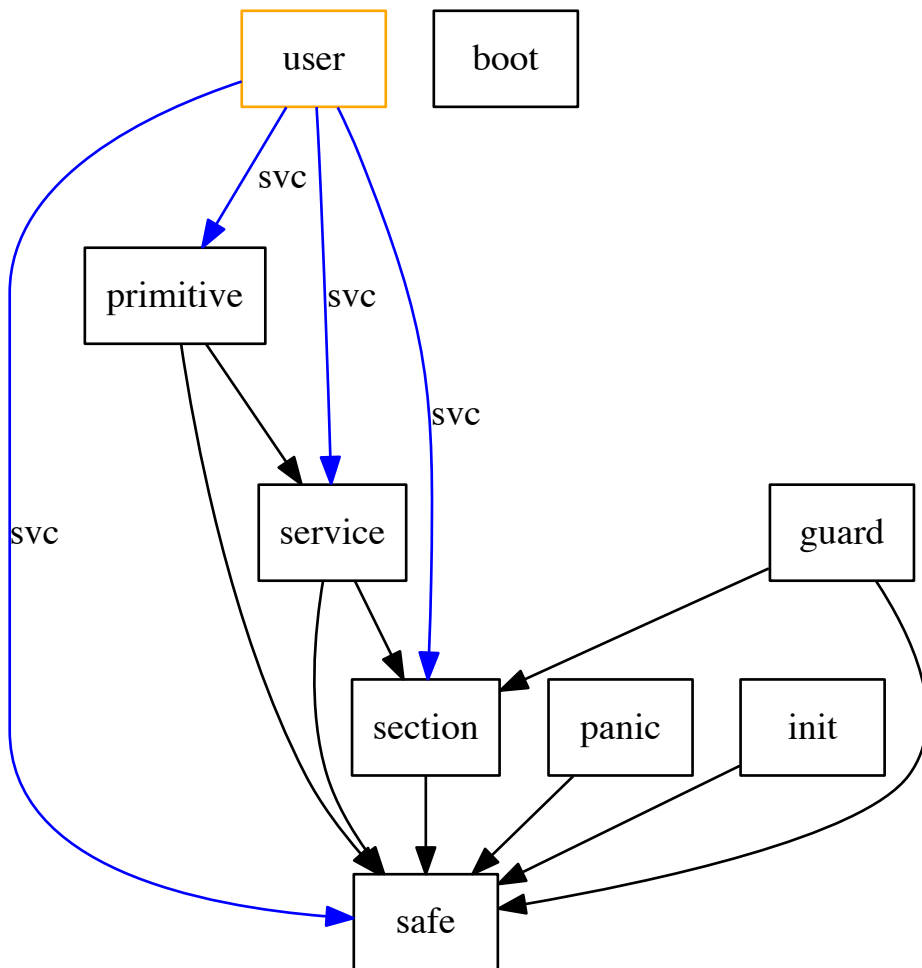 user
boot
svc
primitive
svc
svc
service
guard
svc
section
panic
init
safe